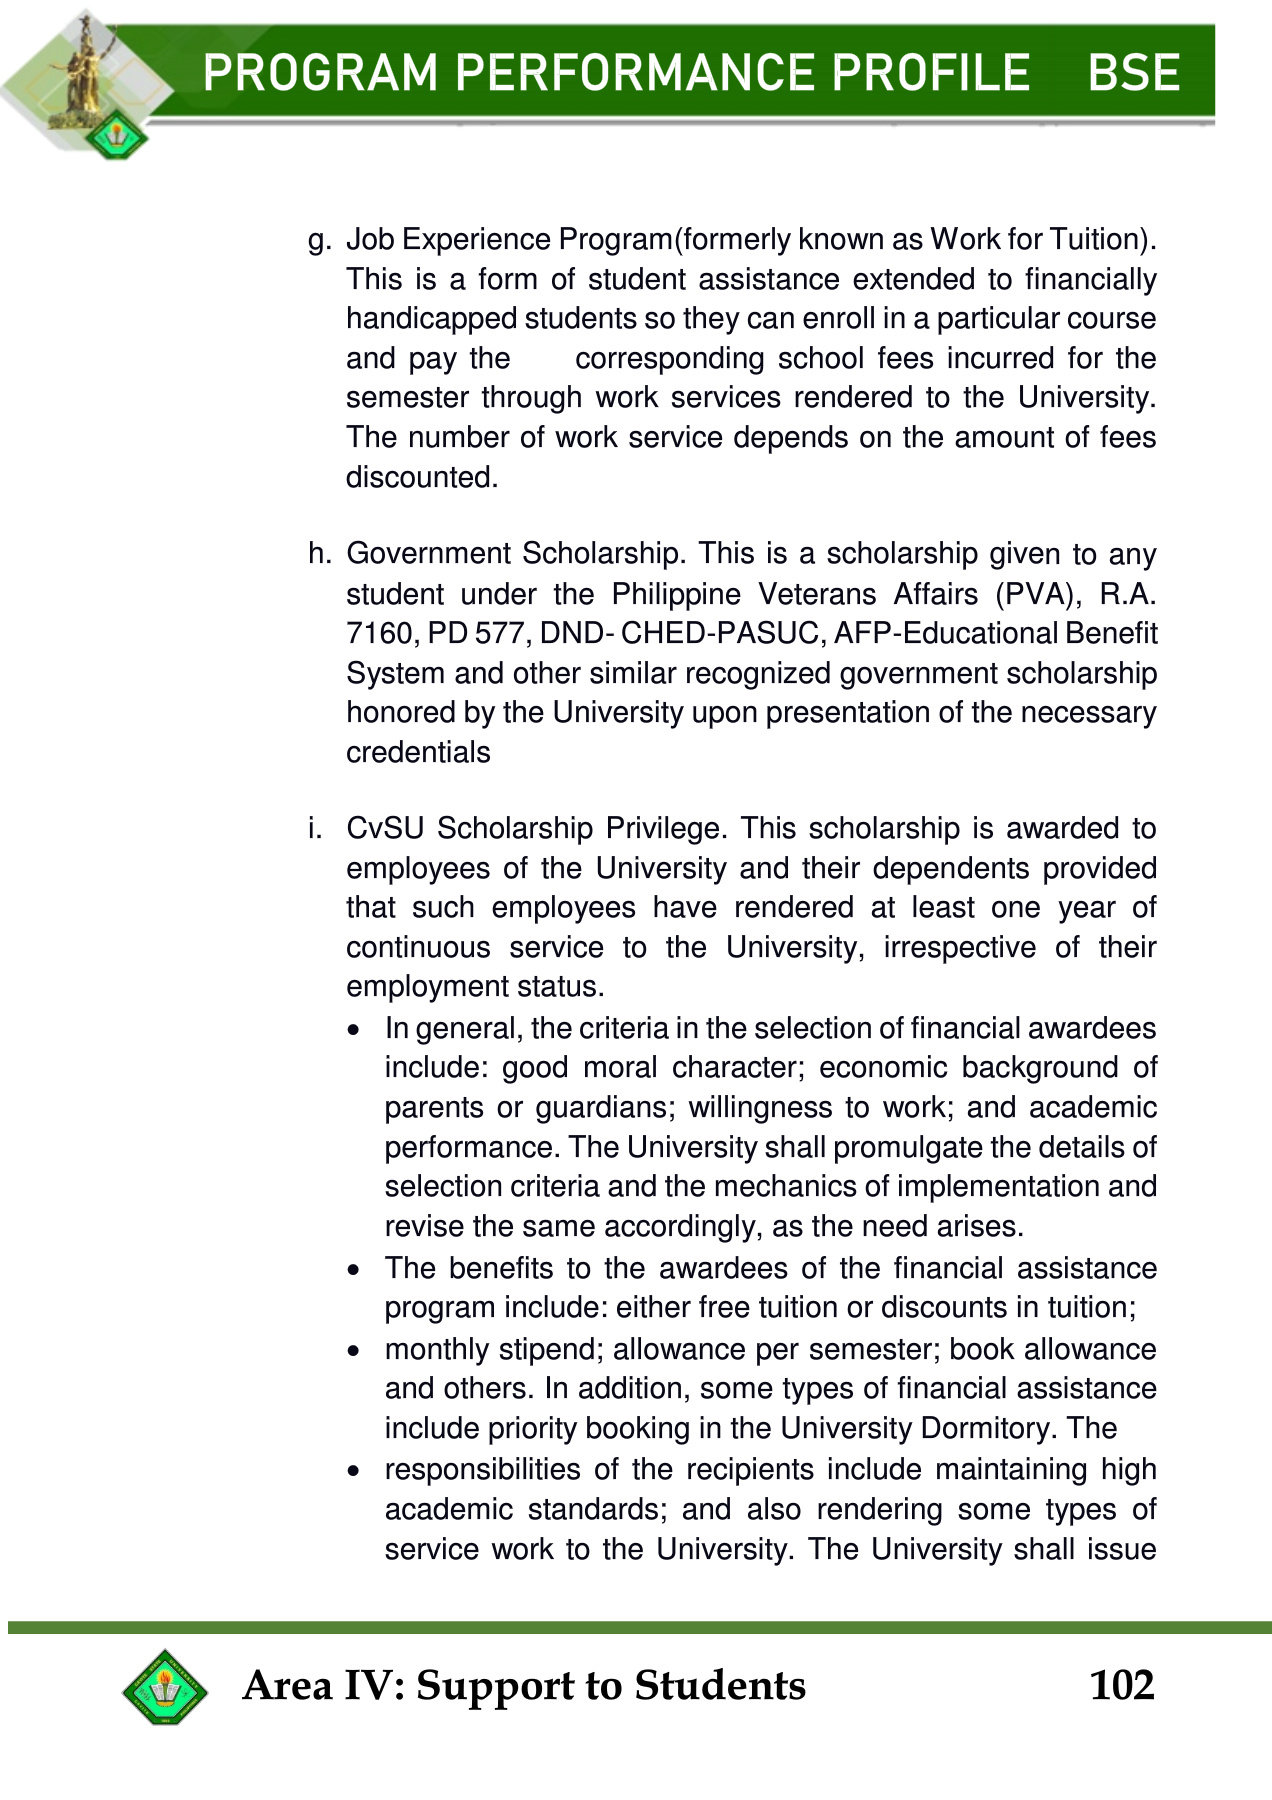 PROGRAM PERFORMANCE PROFILE BSE
g. Job Experience Program(formerly known as Work for Tuition).
This is a form of student assistance extended to financially
handicapped students so they can enroll in a particular course
and pay the corresponding school fees incurred for the
semester through work services rendered to the University.
The number of work service depends on the amount of fees
discounted.
h. Government Scholarship. This is a scholarship given to any
student under the Philippine Veterans Affairs (PVA), R.A.
7160, PD 577, DND- CHED-PASUC, AFP-Educational Benefit
System and other similar recognized government scholarship
honored by the University upon presentation of the necessary
credentials
i. CvSU Scholarship Privilege. This scholarship is awarded to
employees of the University and their dependents provided
that such employees have rendered at least one year of
continuous service to the University, irrespective of their
employment status.
• In general, the criteria in the selection of financial awardees
include: good moral character; economic background of
parents or guardians; willingness to work; and academic
performance. The University shall promulgate the details of
selection criteria and the mechanics of implementation and
revise the same accordingly, as the need arises.
• The benefits to the awardees of the financial assistance
program include: either free tuition or discounts in tuition;
• monthly stipend; allowance per semester; book allowance
and others. In addition, some types of financial assistance
include priority booking in the University Dormitory. The
• responsibilities of the recipients include maintaining high
academic standards; and also rendering some types of
service work to the University. The University shall issue
Area IV: Support to Students 102